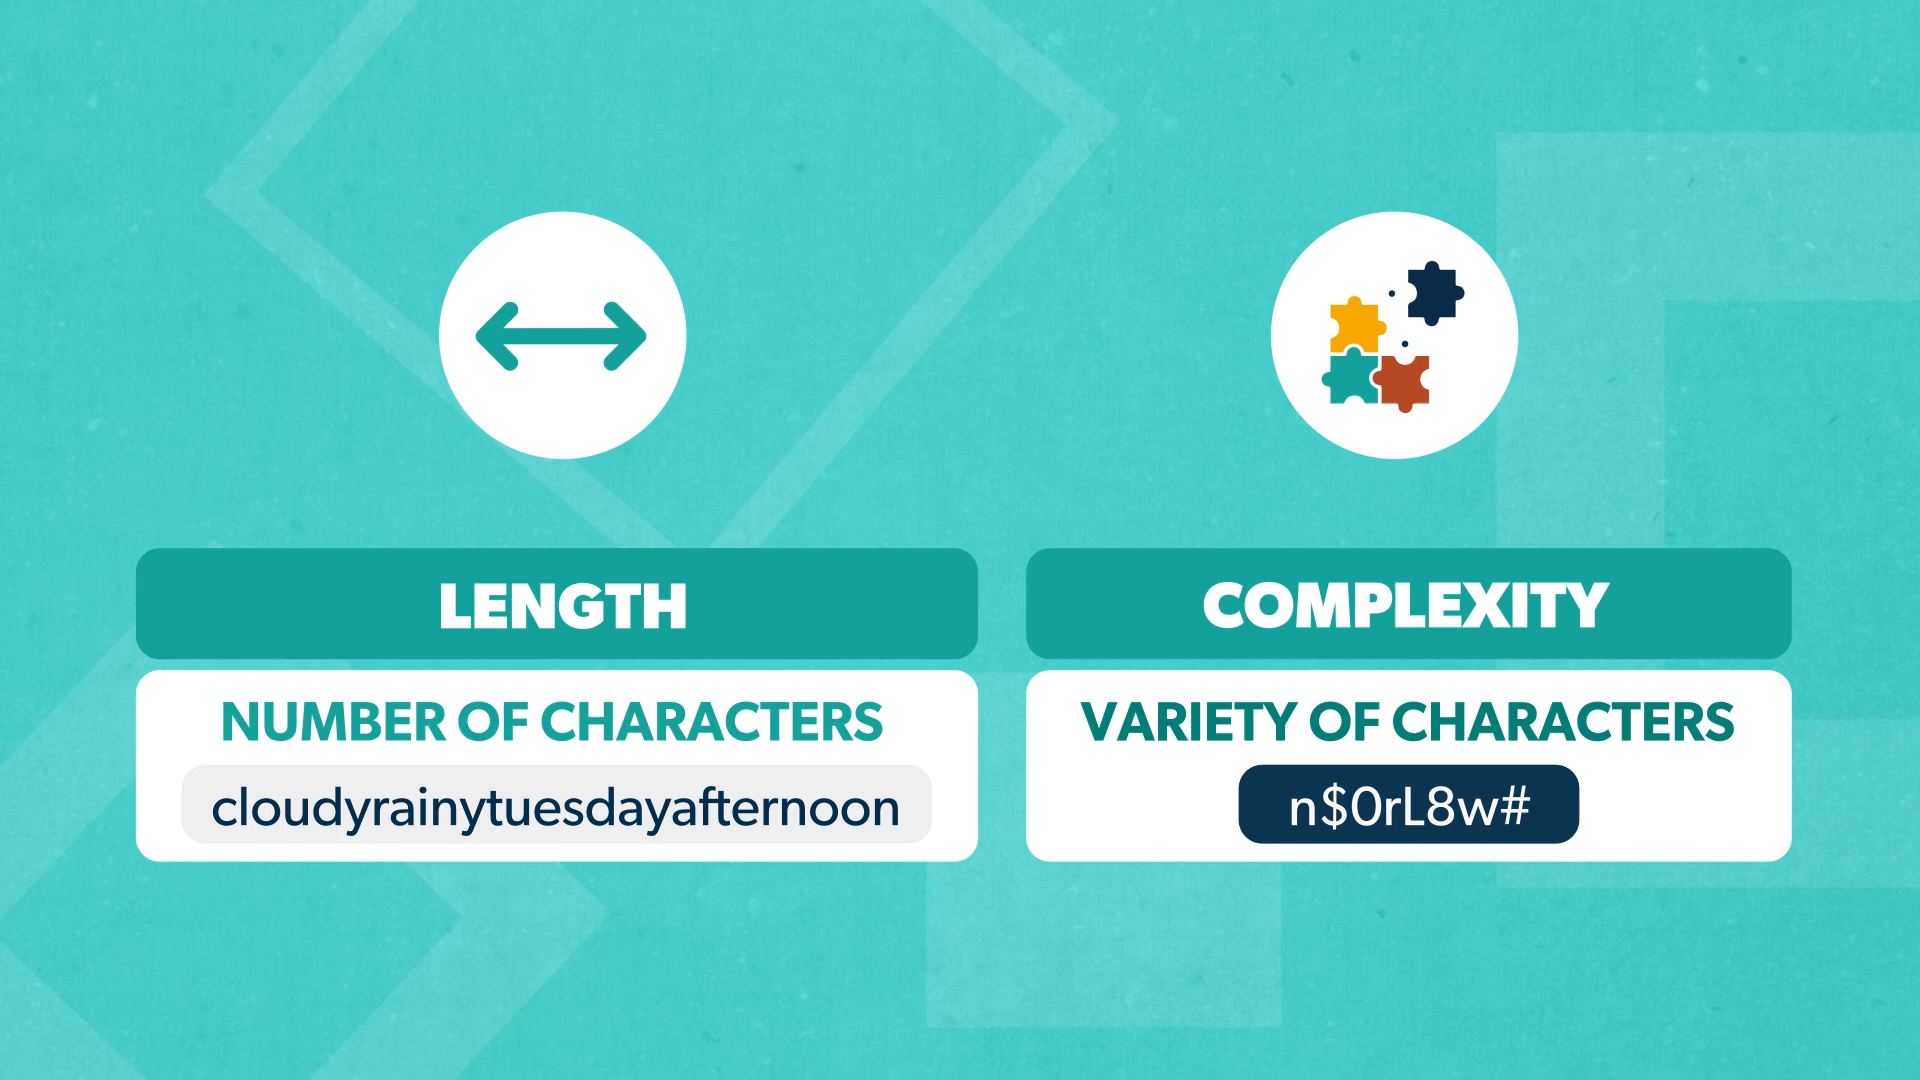 LENGTH
NUMBER OF CHARACTERS
cloudyrainytuesdayafternoon
COMPLEXITY
VARIETY OF CHARACTERS
n$0rL8w#